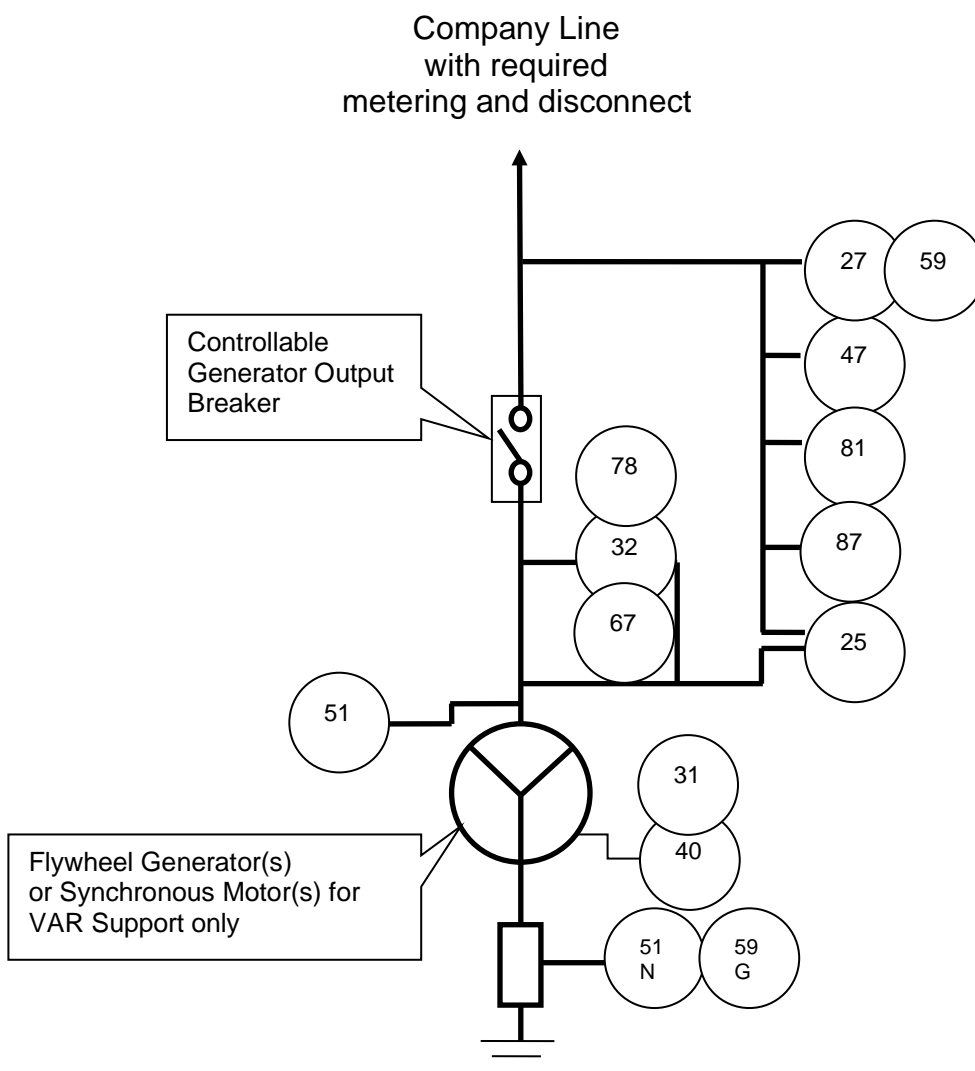 Company Line
with required
metering and disconnect
27 59
Controllable
Generator Output
Breaker
47
81
78
32
87
67
25
51
31
40
Flywheel Generator(s)
or Synchronous Motor(s) for
VAR Support only
51
N
59
G